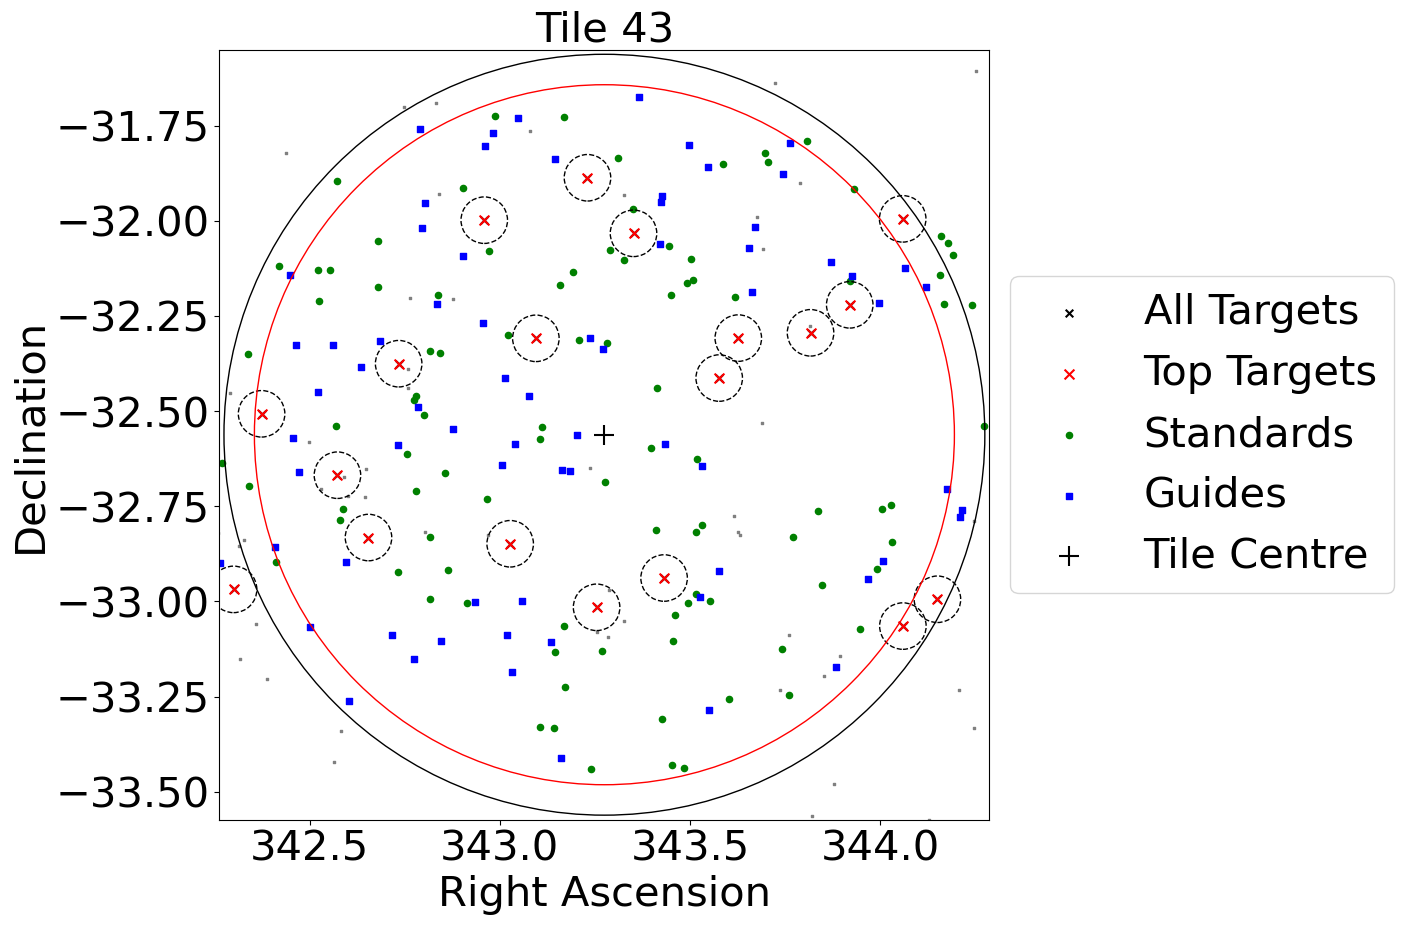 Tile 43
Declination
−31.75
−32.00
−32.25
−32.50
−32.75
−33.00
−33.25
−33.50
342.5 343.0 343.5 344.0
Right Ascension
All Targets
Top Targets
Standards
Guides
Tile Centre